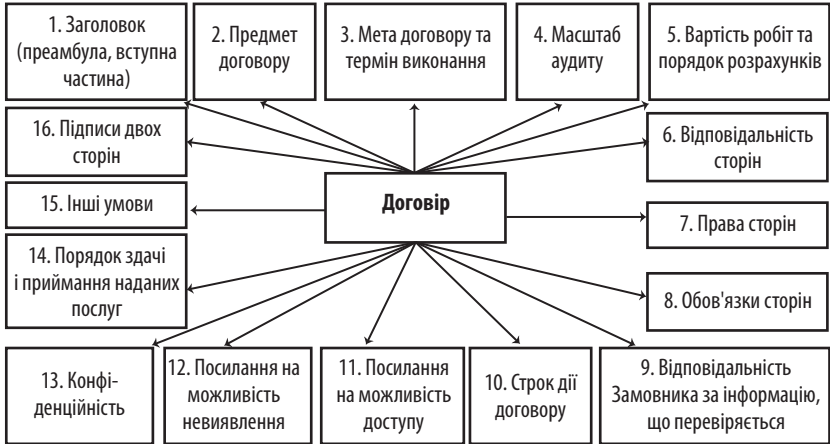 1. Заголовок
(преамбула, вступна
частина)
2. Предмет
договору
3. Мета договору та
термін виконання
4. Масштаб
аудиту
5. Вартість робіт та
порядок розрахунків
16. Підписи двох
сторін
6. Відповідальність
сторін
Договір
15. Інші умови
7. Права сторін
14. Порядок здачі
і приймання наданих
послуг
8. Обов'язки сторін
13. Конфі-
денційність
12. Посилання на
можливість
невиявлення
11. Посилання
на можливість
доступу
10. Строк дії
договору
9. Відповідальність
Замовника за інформацію,
що перевіряється